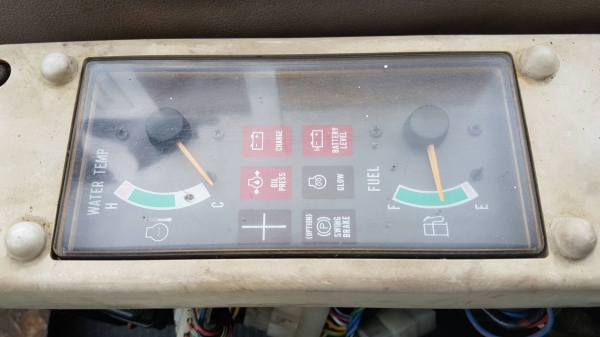 WATER TEMP
H
C
CHARGE
BATTERY
LEVEL
OIL
PRESS
GLOW
(OPTION)
P
SWING
BRAKE
FUEL
F
E